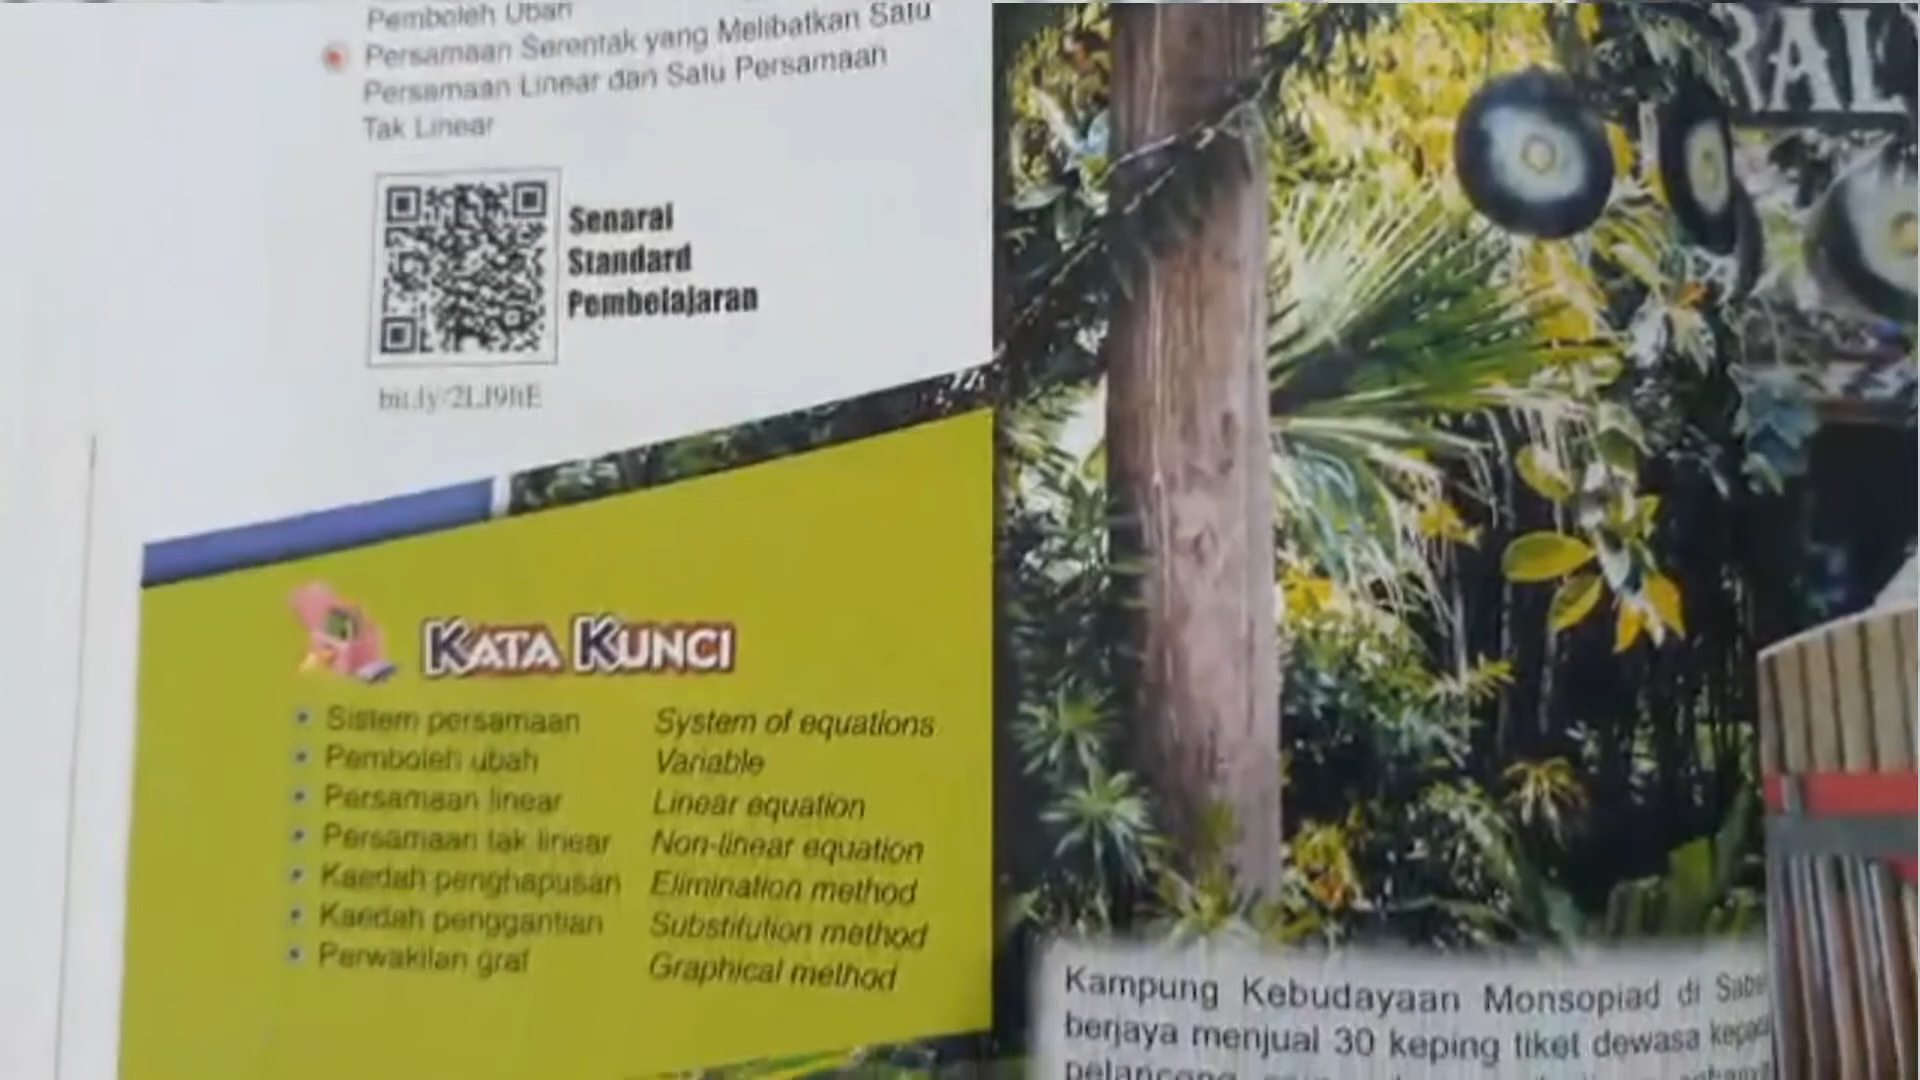 Pemboleh Ubah
Persamaan Serentak yang Melibatkan Satu
Persamaan Linear dan Satu Persamaan
Tak Linear
Senarai
Standard
Pembelajaran
KATA KUNCI
Sistem persamaan System of equations
Pemboleh ubah Variable
Persamaan linear Linear equation
Persamaan tak linear Non-linear equation
Kaedah penghapusan Elimination method
Kaedah penggantian Substitution method
Perwakilan graf Graphical method
RAL
Kampung Kebudayaan Monsopiad di
berjaya menjual 30 keping tiket dewasa
pelancong